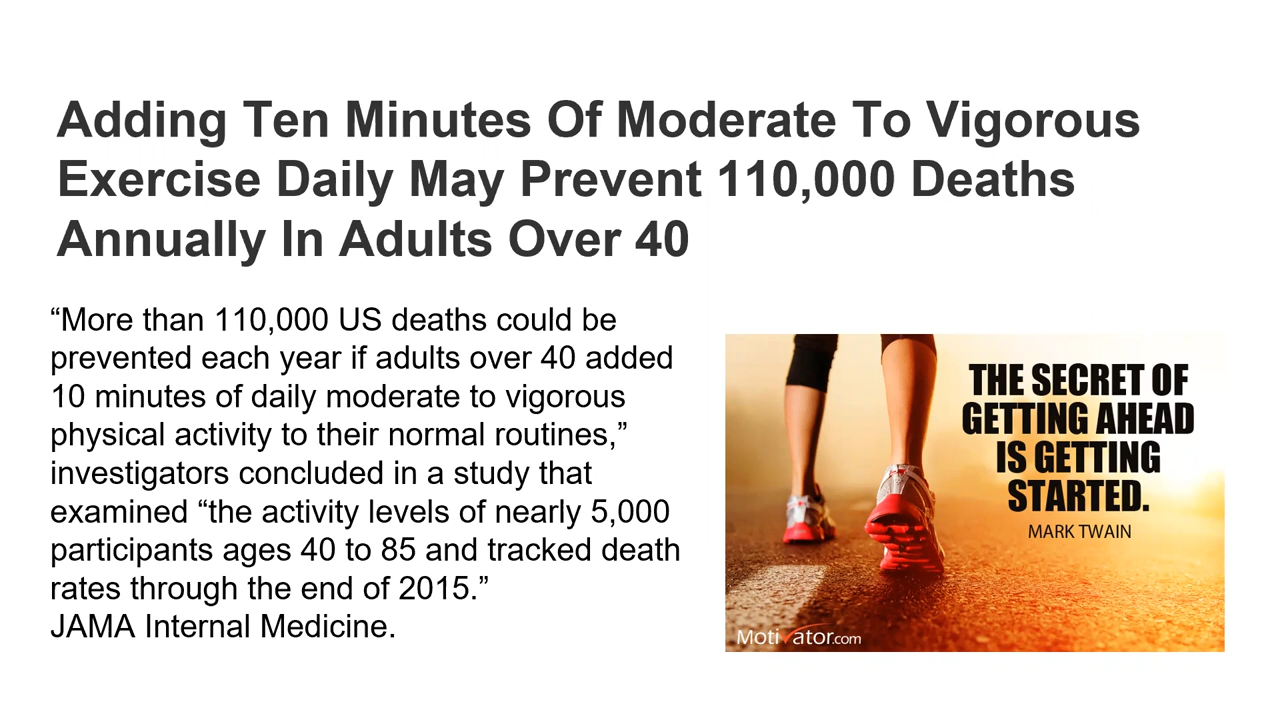 Adding Ten Minutes Of Moderate To Vigorous
Exercise Daily May Prevent 110,000 Deaths
Annually In Adults Over 40
“More than 110,000 US deaths could be
prevented each year if adults over 40 added
10 minutes of daily moderate to vigorous
physical activity to their normal routines,”
investigators concluded in a study that
examined “the activity levels of nearly 5,000
participants ages 40 to 85 and tracked death
rates through the end of 2015.”
JAMA Internal Medicine.
THE SECRET OF
GETTING AHEAD
IS GETTING
STARTED.
MARK TWAIN
Motivator.com